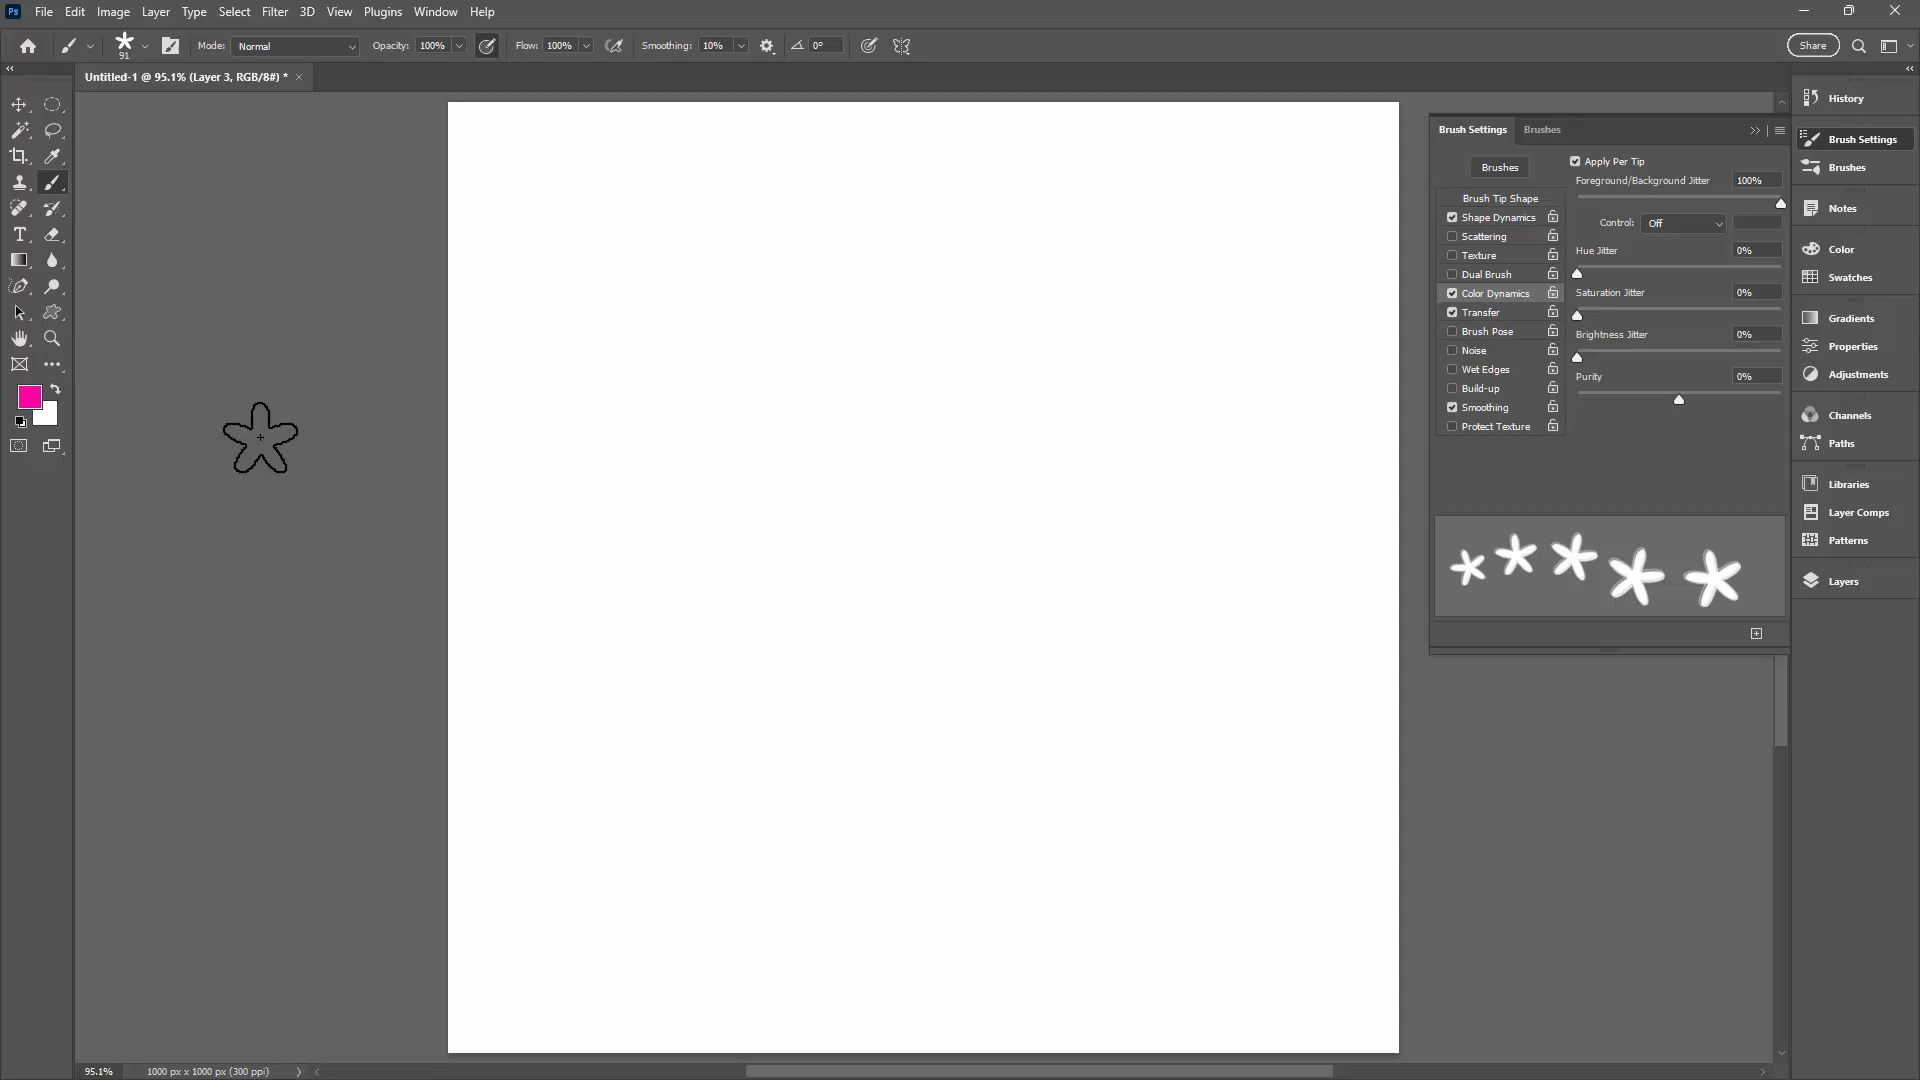 Ps File Edit Image Layer Type Select Filter 3D View Plugins Window Help
91 Mode: Normal Opacity: 100% Flow: 100% Smoothing: 10% 0° Share
Untitled-1 @ 95.1% (Layer 3, RGB/8#) *
Brush Settings Brushes
Brushes
Brush Tip Shape
Shape Dynamics
Scattering
Texture
Dual Brush
Color Dynamics
Transfer
Brush Pose
Noise
Wet Edges
Build-up
Smoothing
Protect Texture
Apply Per Tip
Foreground/Background Jitter 100%
Control: Off
Hue Jitter 0%
Saturation Jitter 0%
Brightness Jitter 0%
Purity 0%
History
Brush Settings
Brushes
Notes
Color
Swatches
Gradients
Properties
Adjustments
Channels
Paths
Libraries
Layer Comps
Patterns
Layers
95.1% 1000 px x 1000 px (300 ppi)